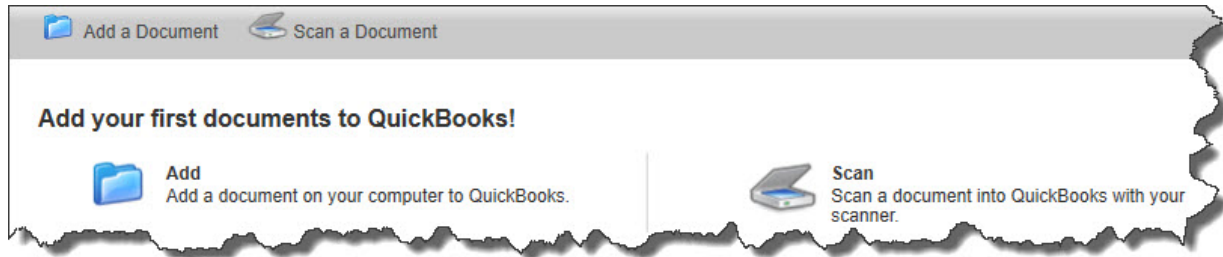 Add a Document Scan a Document
Add your first documents to QuickBooks!
Add
Add a document on your computer to QuickBooks.
Scan
Scan a document into QuickBooks with your
scanner.